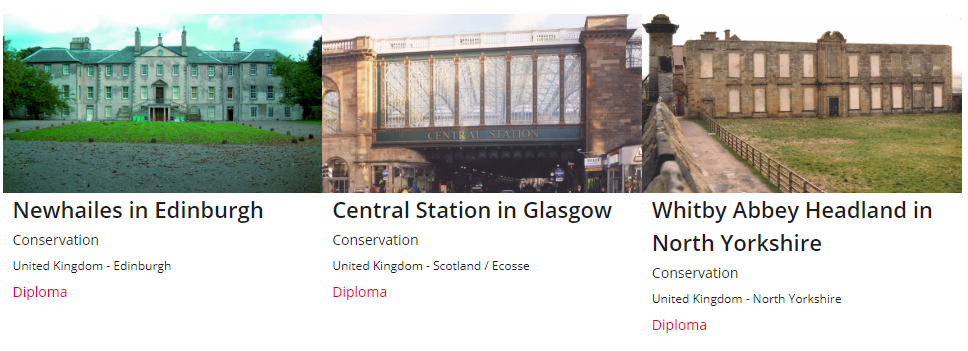 CENTRAL STATION
Newhailes in Edinburgh
Conservation
United Kingdom - Edinburgh
Diploma
Central Station in Glasgow
Conservation
United Kingdom - Scotland / Ecosse
Diploma
Whitby Abbey Headland in
North Yorkshire
Conservation
United Kingdom - North Yorkshire
Diploma